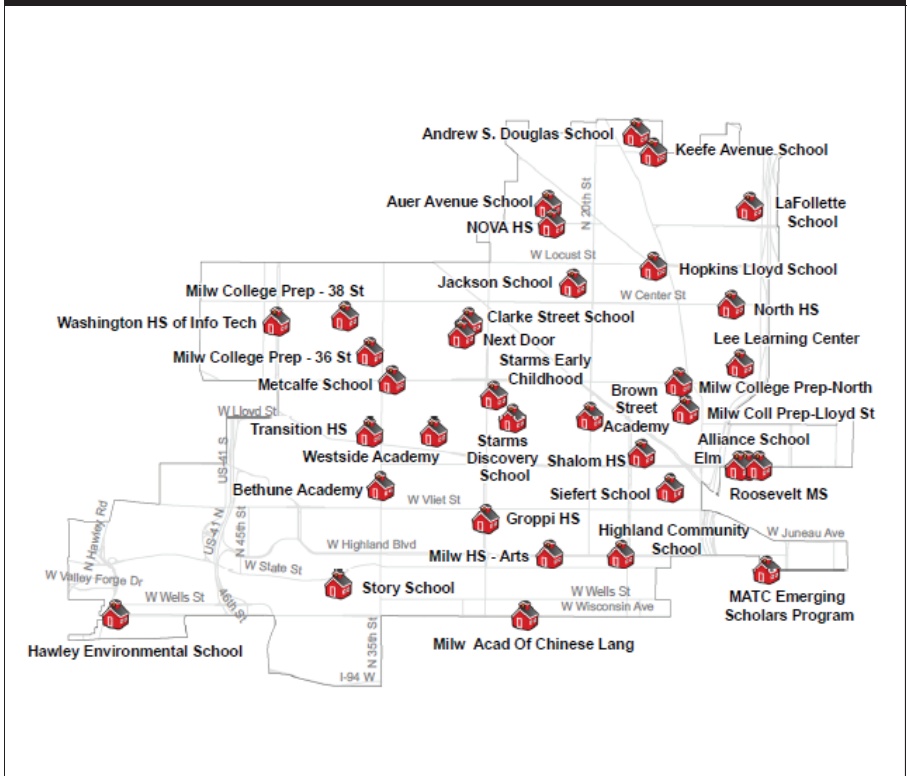 Andrew S. Douglas School
Keefe Avenue School
Auer Avenue School
LaFollette
School
N 20th St
NOVA HS
W Locust St
Hopkins Lloyd School
Jackson School
Milw College Prep - 38 St
W Center St
North HS
Clarke Street School
Washington HS of Info Tech
Next Door
Lee Learning Center
Milw College Prep - 36 St
Starms Early
Childhood
Metcalfe School
Milw College Prep-North
Brown
Street
Academy
W Lloyd St
Milw Coll Prep-Lloyd St
Transition HS
Westside Academy
Starms
Discovery
School
Alliance School
Elm
Shalom HS
US-41 S
Bethune Academy
Siefert School
Roosevelt MS
W Vliet St
Groppi HS
N Hawley Rd
US-41 N
N 45th St
Highland Community
School
W Juneau Ave
W Highland Blvd
Milw HS - Arts
W State St
W Valley Forge Dr
Story School
W Wells St
W Wells St
46th St
W Wisconsin Ave
MATC Emerging
Scholars Program
Hawley Environmental School
N 35th St
Milw Acad Of Chinese Lang
I-94 W